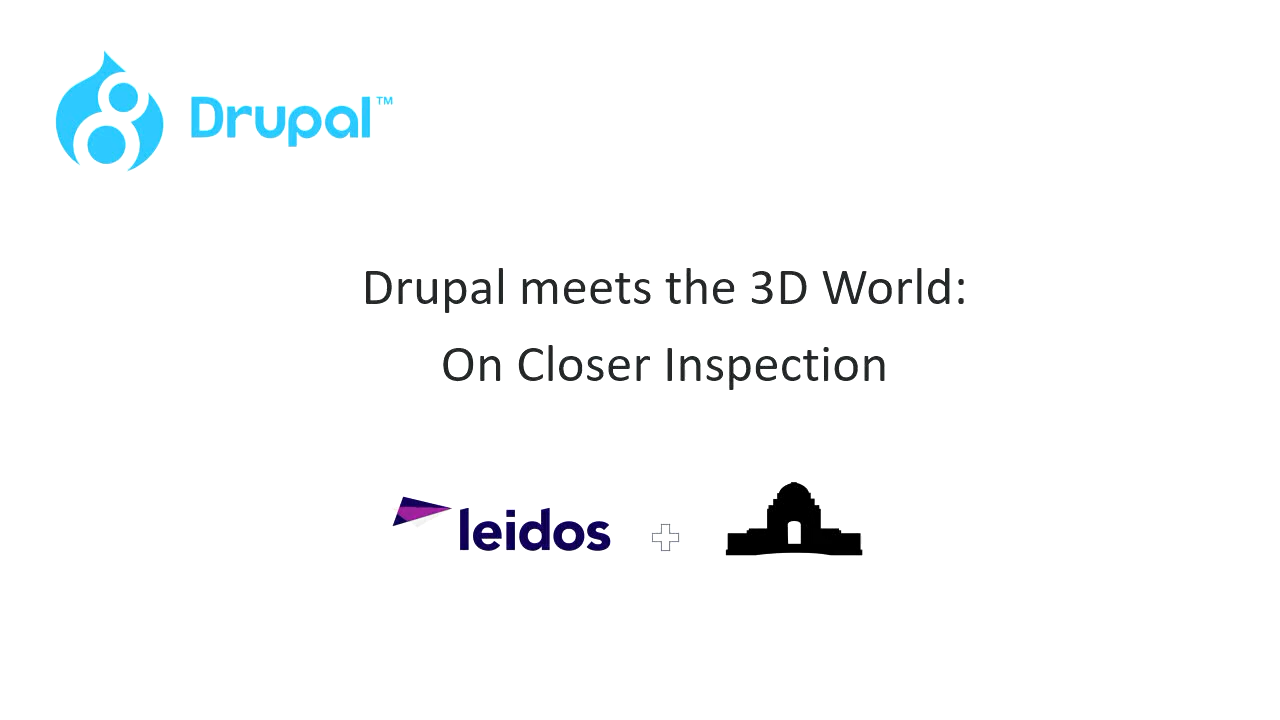 Drupal™
Drupal meets the 3D World:
On Closer Inspection
leidos